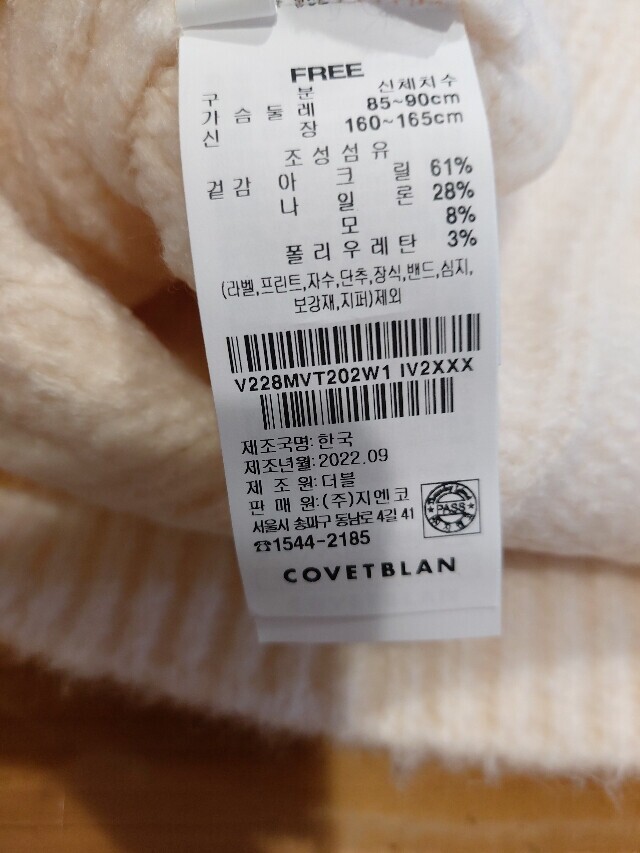 FREE
구 분 신체치수
가 슴 둘 레 85~90cm
신 장 160~165cm
조성섬유
겉감 아 크 릴 61%
나 일 론 28%
모 8%
폴리우레탄 3%
(라벨,프린트,자수,단추,장식,밴드,심지,
보강재,지퍼)제외
V228MVT202W1 IV2XXX
제조국명:한국
제조년월:2022.09
제 조 원:더블
판 매 원:(주)지엔코
서울시 송파구 동남로 4길 41
☎1544-2185
PASS
COVETBLAN